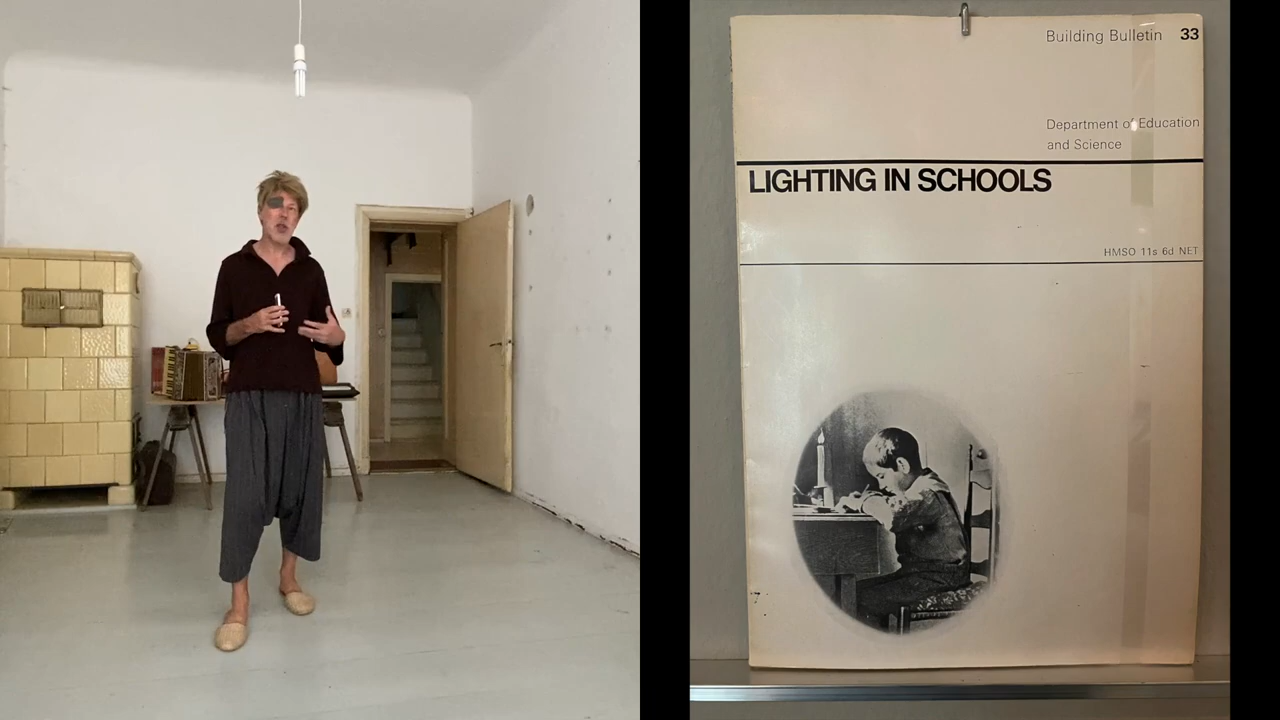 Building Bulletin 33
Department of Education
and Science
LIGHTING IN SCHOOLS
HMSO 11s 6d NET